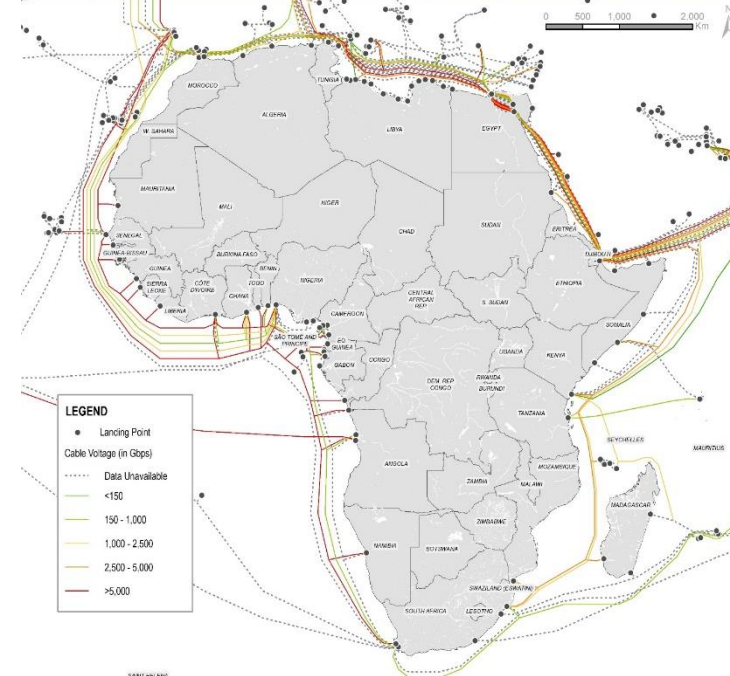 0 500 1,000 2,000
Km
N
MOROCCO
TUNISIA
ALGERIA
LIBYA
EGYPT
W. SAHARA
MAURITANIA
MALI
NIGER
CHAD
SUDAN
ERITREA
DJIBOUTI
SENEGAL
GUINEA-BISSAU
GUINEA
SIERRA
LEONE
LIBERIA
CÔTE
D'IVOIRE
BURKINA FASO
GHANA
TOGO
BENIN
NIGERIA
CAMEROON
CENTRAL
AFRICAN
REP.
S. SUDAN
ETHIOPIA
SOMALIA
SÃO TOMÉ AND
PRINCIPE
EQ.
GUINEA
GABON
CONGO
DEM. REP
CONGO
UGANDA
KENYA
RWANDA
BURUNDI
TANZANIA
SEYCHELLES
MAURITIUS
ANGOLA
ZAMBIA
MALAWI
MOZAMBIQUE
MADAGASCAR
ZIMBABWE
NAMIBIA
BOTSWANA
SWAZILAND (ESWATINI)
LESOTHO
SOUTH AFRICA
LEGEND
Landing Point
Cable Voltage (in Gbps)
Data Unavailable
<150
150 - 1,000
1,000 - 2,500
2,500 - 5,000
>5,000